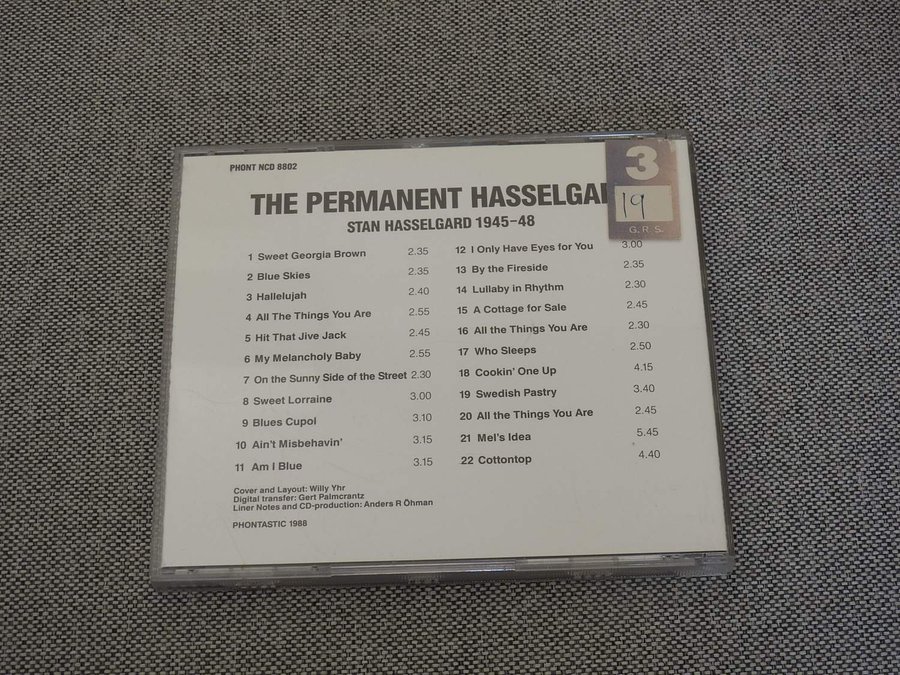 PHONT NCD 8802
THE PERMANENT HASSELGA
STAN HASSELGARD 1945–48
3
19
G. R. S.
1 Sweet Georgia Brown 2.35
2 Blue Skies 2.35
3 Hallelujah 2.40
4 All The Things You Are 2.55
5 Hit That Jive Jack 2.45
6 My Melancholy Baby 2.55
7 On the Sunny Side of the Street 2.30
8 Sweet Lorraine 3.00
9 Blues Cupol 3.10
10 Ain't Misbehavin' 3.15
11 Am I Blue 3.15
12 I Only Have Eyes for You 3.00
13 By the Fireside 2.35
14 Lullaby in Rhythm 2.30
15 A Cottage for Sale 2.45
16 All the Things You Are 2.30
17 Who Sleeps 2.50
18 Cookin' One Up 4.15
19 Swedish Pastry 3.40
20 All the Things You Are 2.45
21 Mel's Idea 5.45
22 Cottontop 4.40
Cover and Layout: Willy Yhr
Digital transfer: Gert Palmcrantz
Liner Notes and CD-production: Anders R Öhman
PHONTASTIC 1988